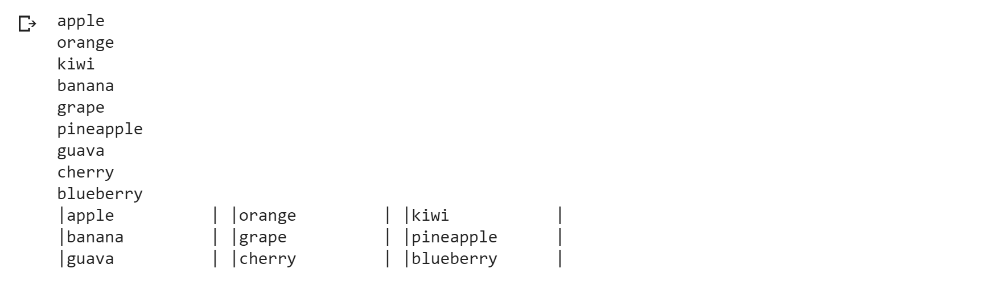 apple
orange
kiwi
banana
grape
pineapple
guava
cherry
blueberry
|apple          | |orange         | |kiwi           |
|banana         | |grape          | |pineapple      |
|guava          | |cherry         | |blueberry      |